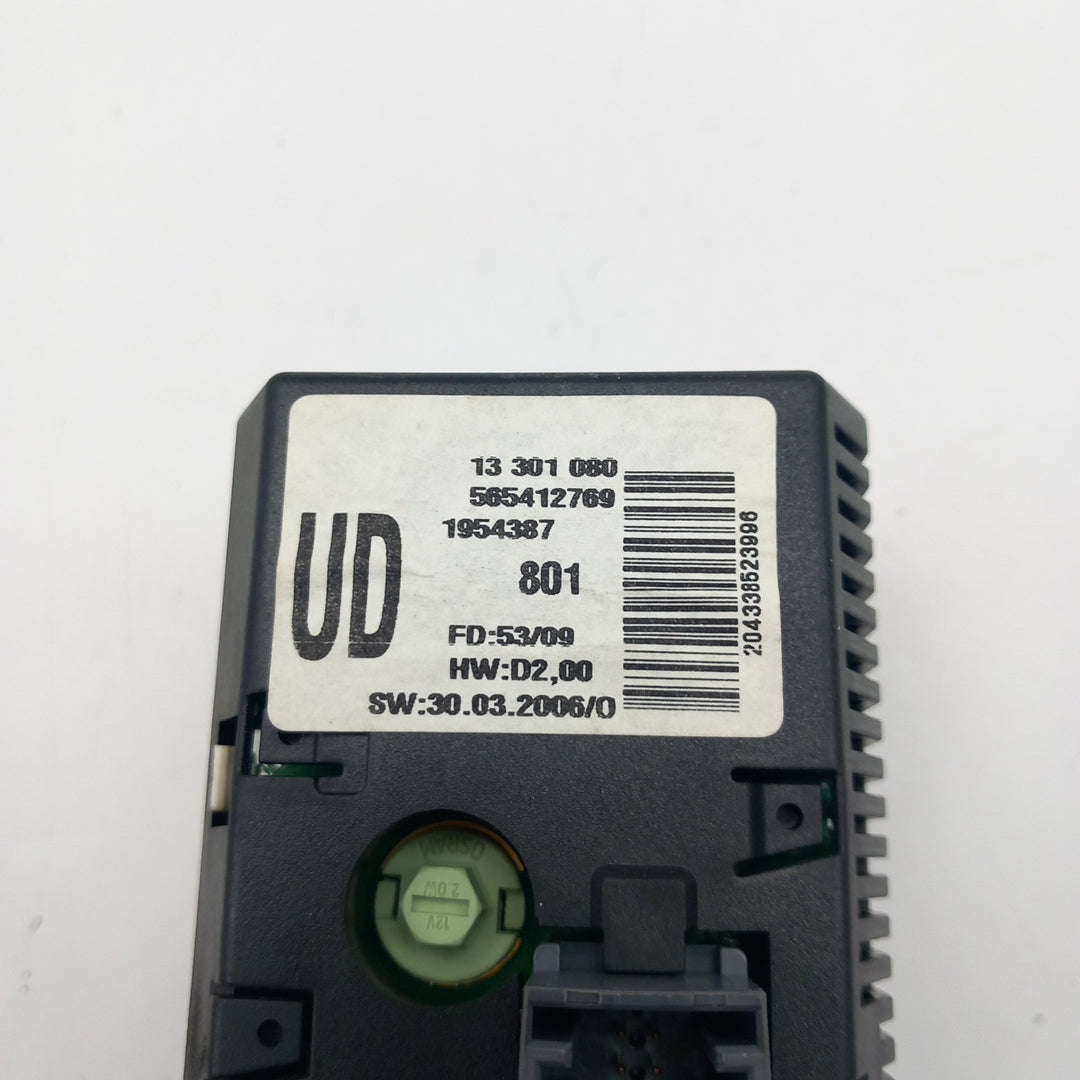 13 301 080
565412769
1954387
UD
801
FD:53/09
HW:D2,00
SW:30.03.2006/0
204338523996
OSRAM
12V
2.0W